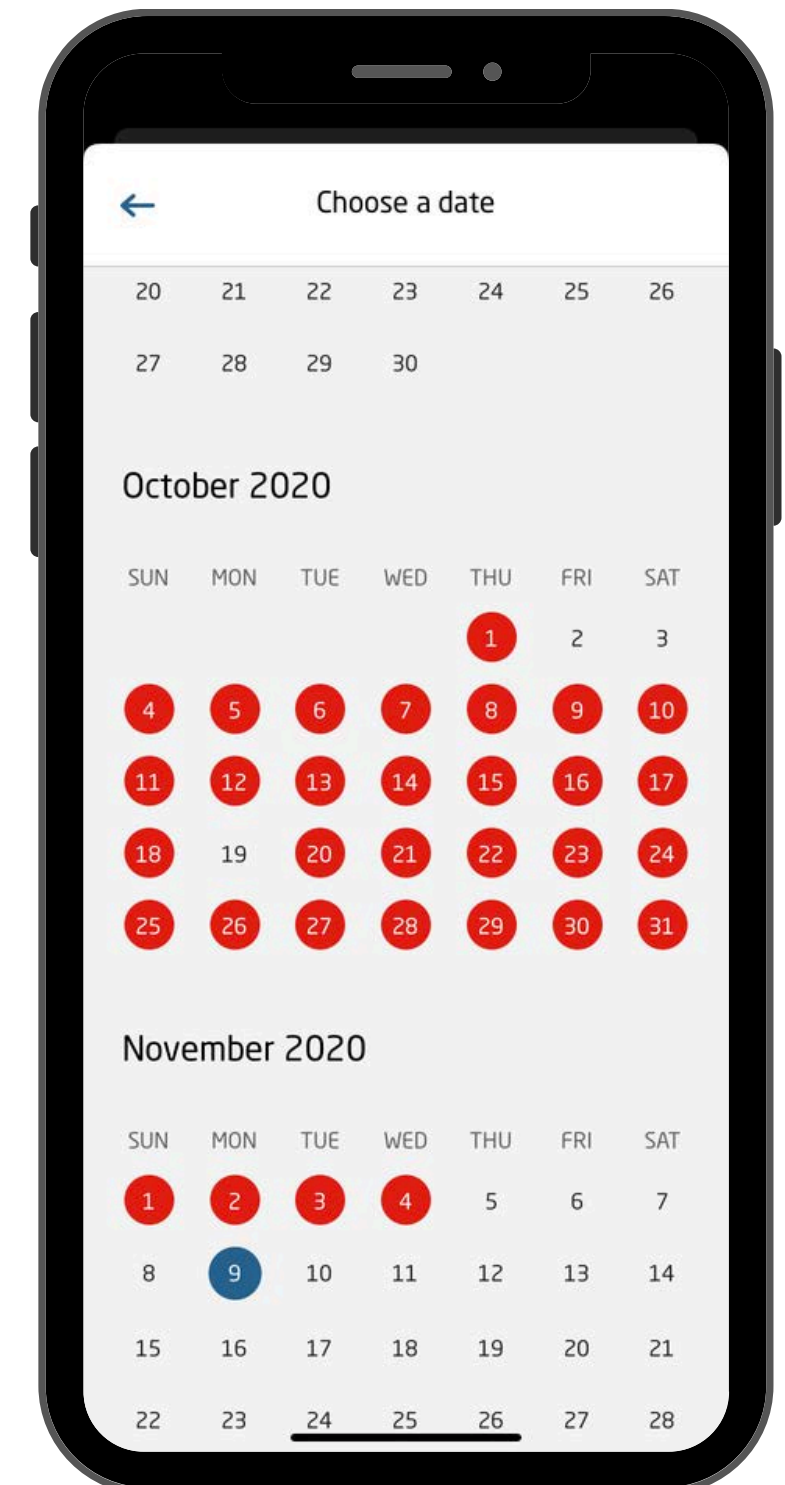 Choose a date
20 21 22 23 24 25 26
27 28 29 30
October 2020
SUN MON TUE WED THU FRI SAT
1 2 3
4 5 6 7 8 9 10
11 12 13 14 15 16 17
18 19 20 21 22 23 24
25 26 27 28 29 30 31
November 2020
SUN MON TUE WED THU FRI SAT
1 2 3 4 5 6 7
8 9 10 11 12 13 14
15 16 17 18 19 20 21
22 23 24 25 26 27 28